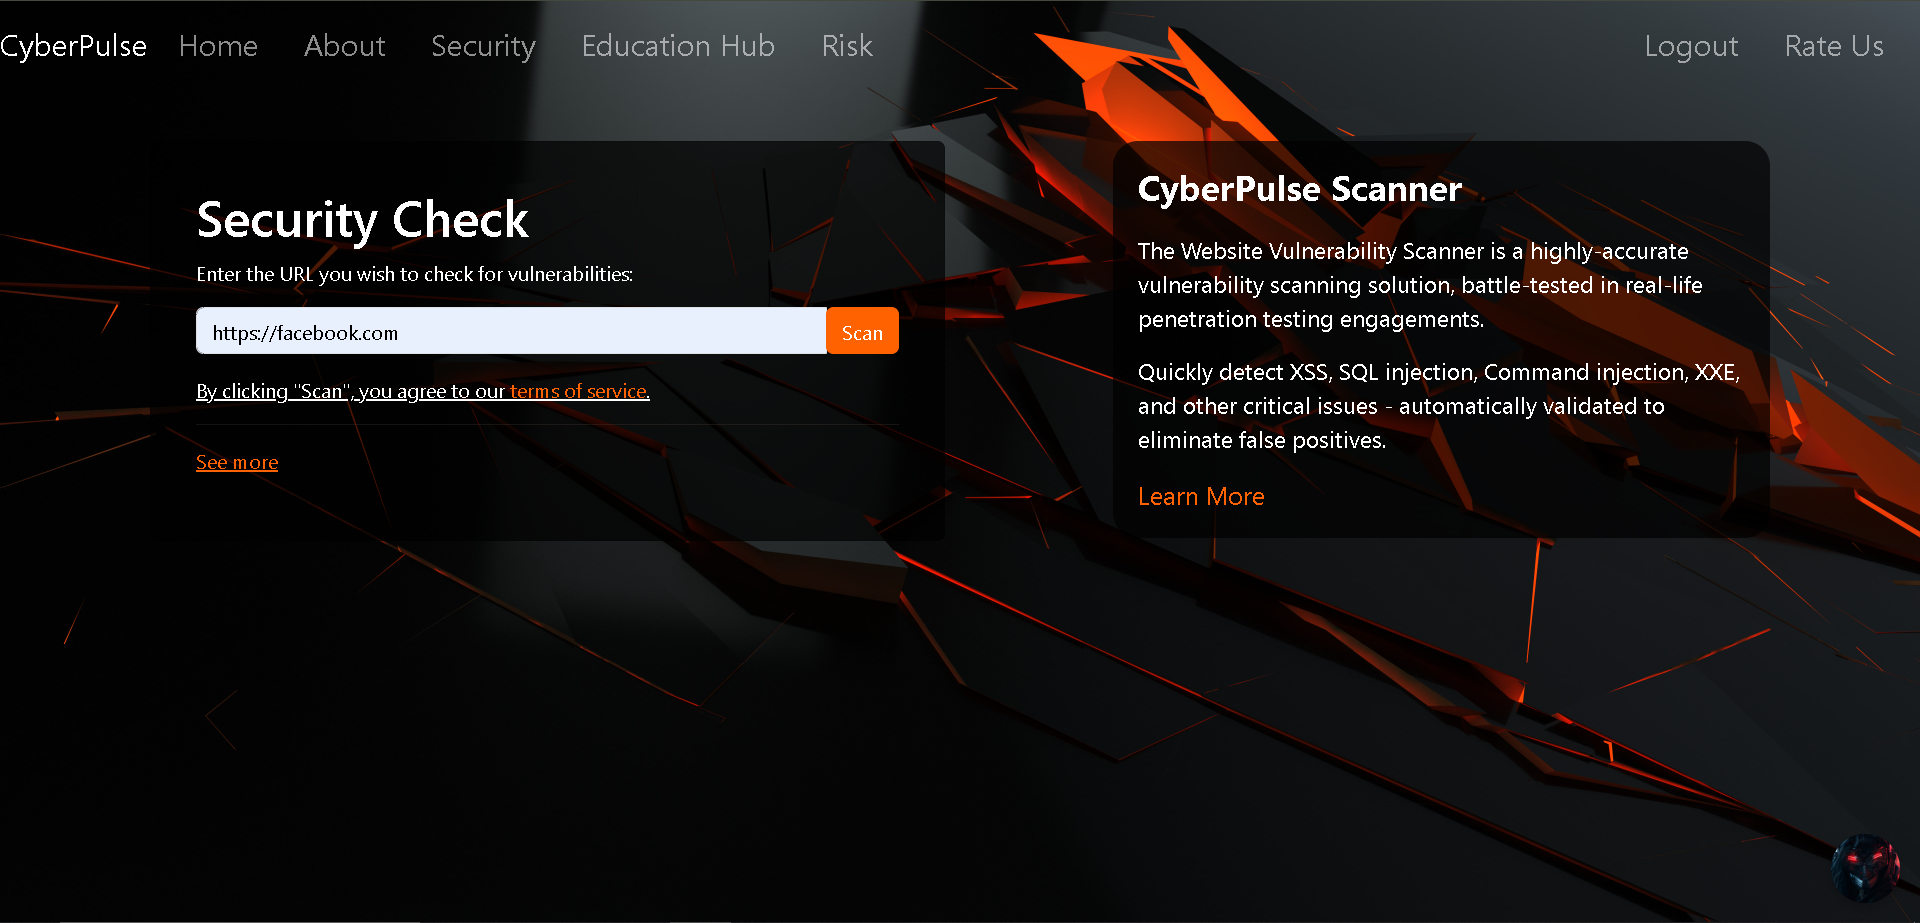 CyberPulse Home About Security Education Hub Risk Logout Rate Us
Security Check
Enter the URL you wish to check for vulnerabilities:
https://facebook.com Scan
By clicking "Scan", you agree to our terms of service.
See more
CyberPulse Scanner
The Website Vulnerability Scanner is a highly-accurate
vulnerability scanning solution, battle-tested in real-life
penetration testing engagements.
Quickly detect XSS, SQL injection, Command injection, XXE,
and other critical issues - automatically validated to
eliminate false positives.
Learn More